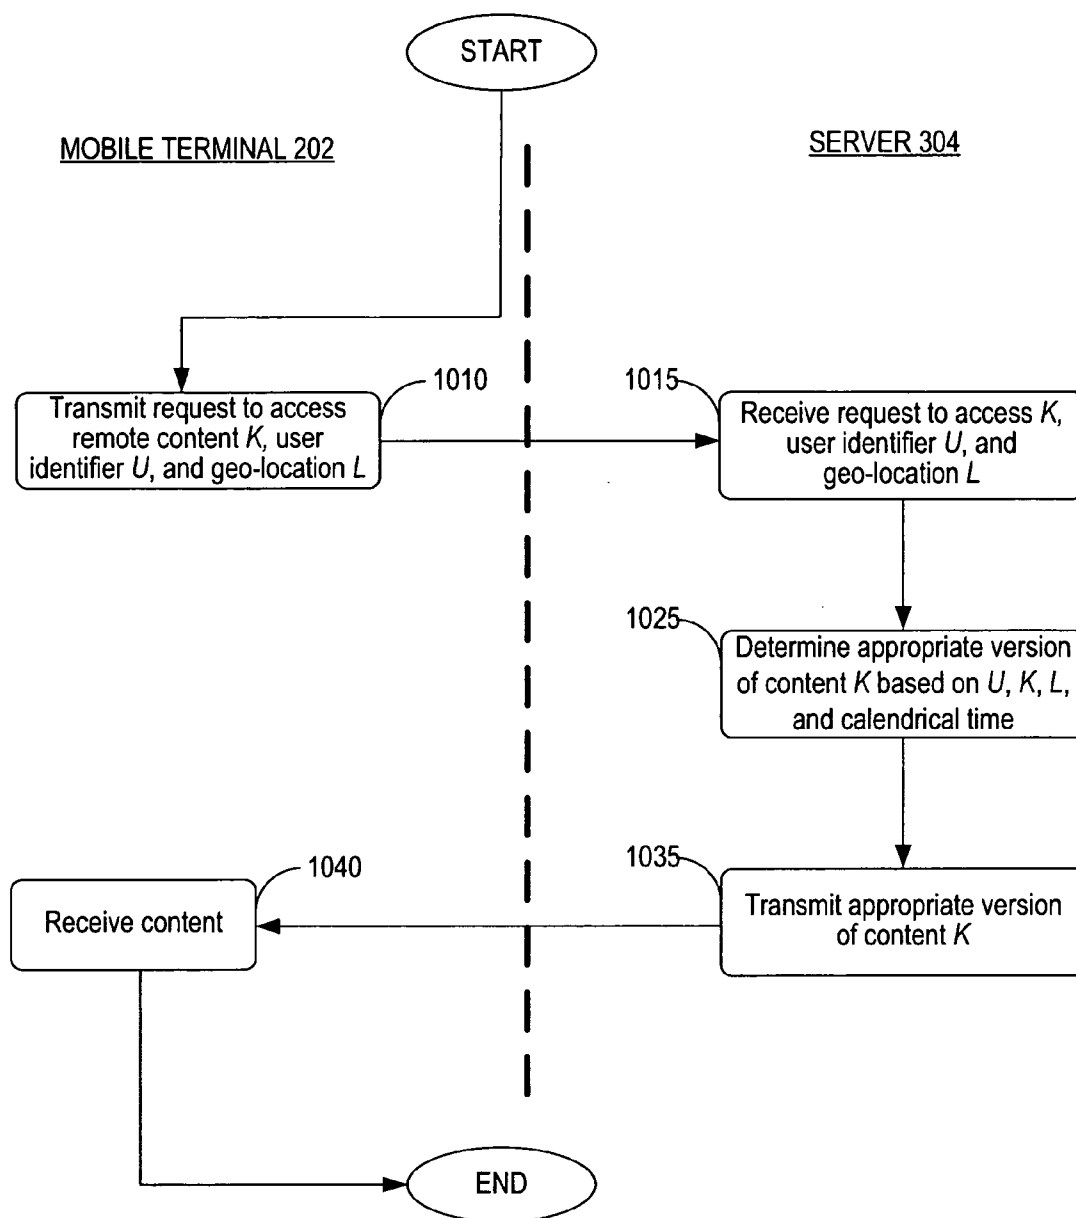 START
MOBILE TERMINAL 202
SERVER 304
1010
Transmit request to access
remote content K, user
identifier U, and geo-location L
1015
Receive request to access K,
user identifier U, and
geo-location L
1025
Determine appropriate version
of content K based on U, K, L,
and calendrical time
1035
Transmit appropriate version
of content K
1040
Receive content
END